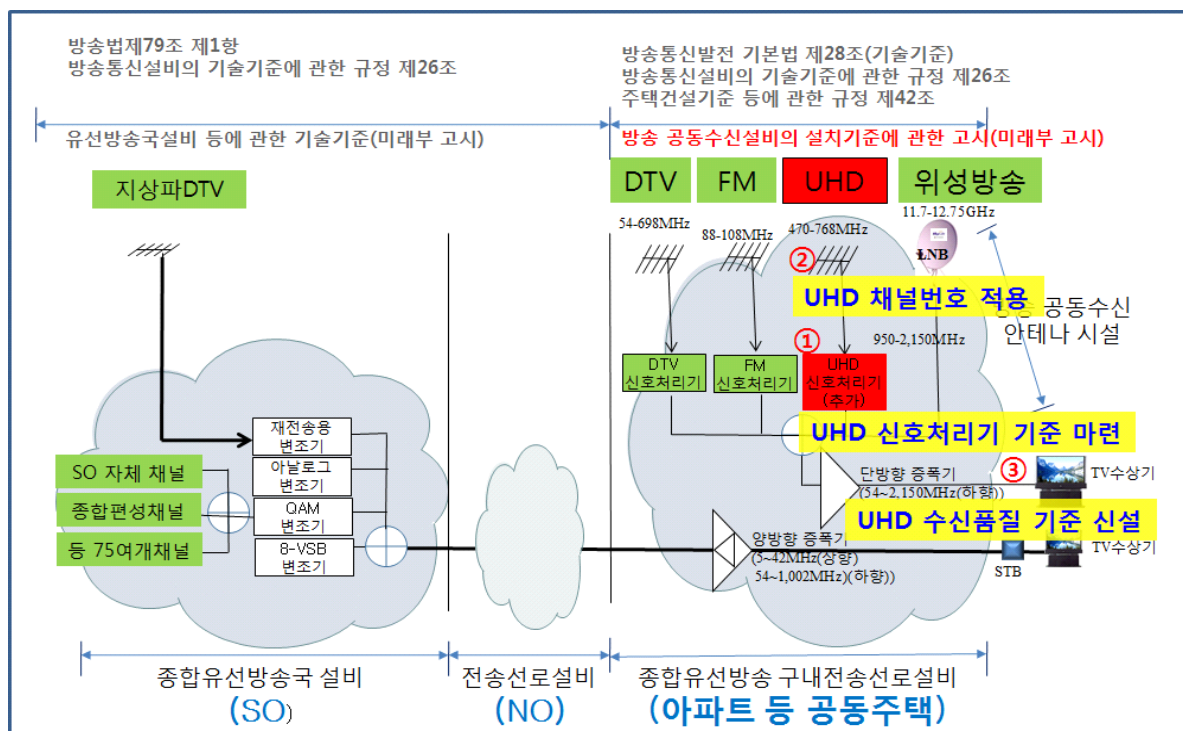 방송법제79조 제1항
방송통신설비의 기술기준에 관한 규정 제26조
방송통신발전 기본법 제28조(기술기준)
방송통신설비의 기술기준에 관한 규정 제26조
주택건설기준 등에 관한 규정 제42조
유선방송국설비 등에 관한 기술기준(미래부 고시)
방송 공동수신설비의 설치기준에 관한 고시(미래부 고시)
지상파DTV
DTV
FM
UHD
위성방송
54-698MHz
88-108MHz
470-768MHz
11.7-12.75GHz
②
LNB
UHD 채널번호 적용
공동수신
안테나 시설
①
950-2,150MHz
DTV
신호처리기
FM
신호처리기
UHD
신호처리기
(추가)
UHD 신호처리기 기준 마련
재전송용
변조기
아날로그
변조기
QAM
변조기
8-VSB
변조기
SO 자체 채널
종합편성채널
등 75여개채널
단방향 증폭기
(54~2,150MHz(하향))
③
TV수상기
UHD 수신품질 기준 신설
양방향 증폭기
(5~42MHz(상향)
54~1,002MHz)(하향))
STB
TV수상기
종합유선방송국 설비
(SO)
전송선로설비
(NO)
종합유선방송 구내전송선로설비
(아파트 등 공동주택)